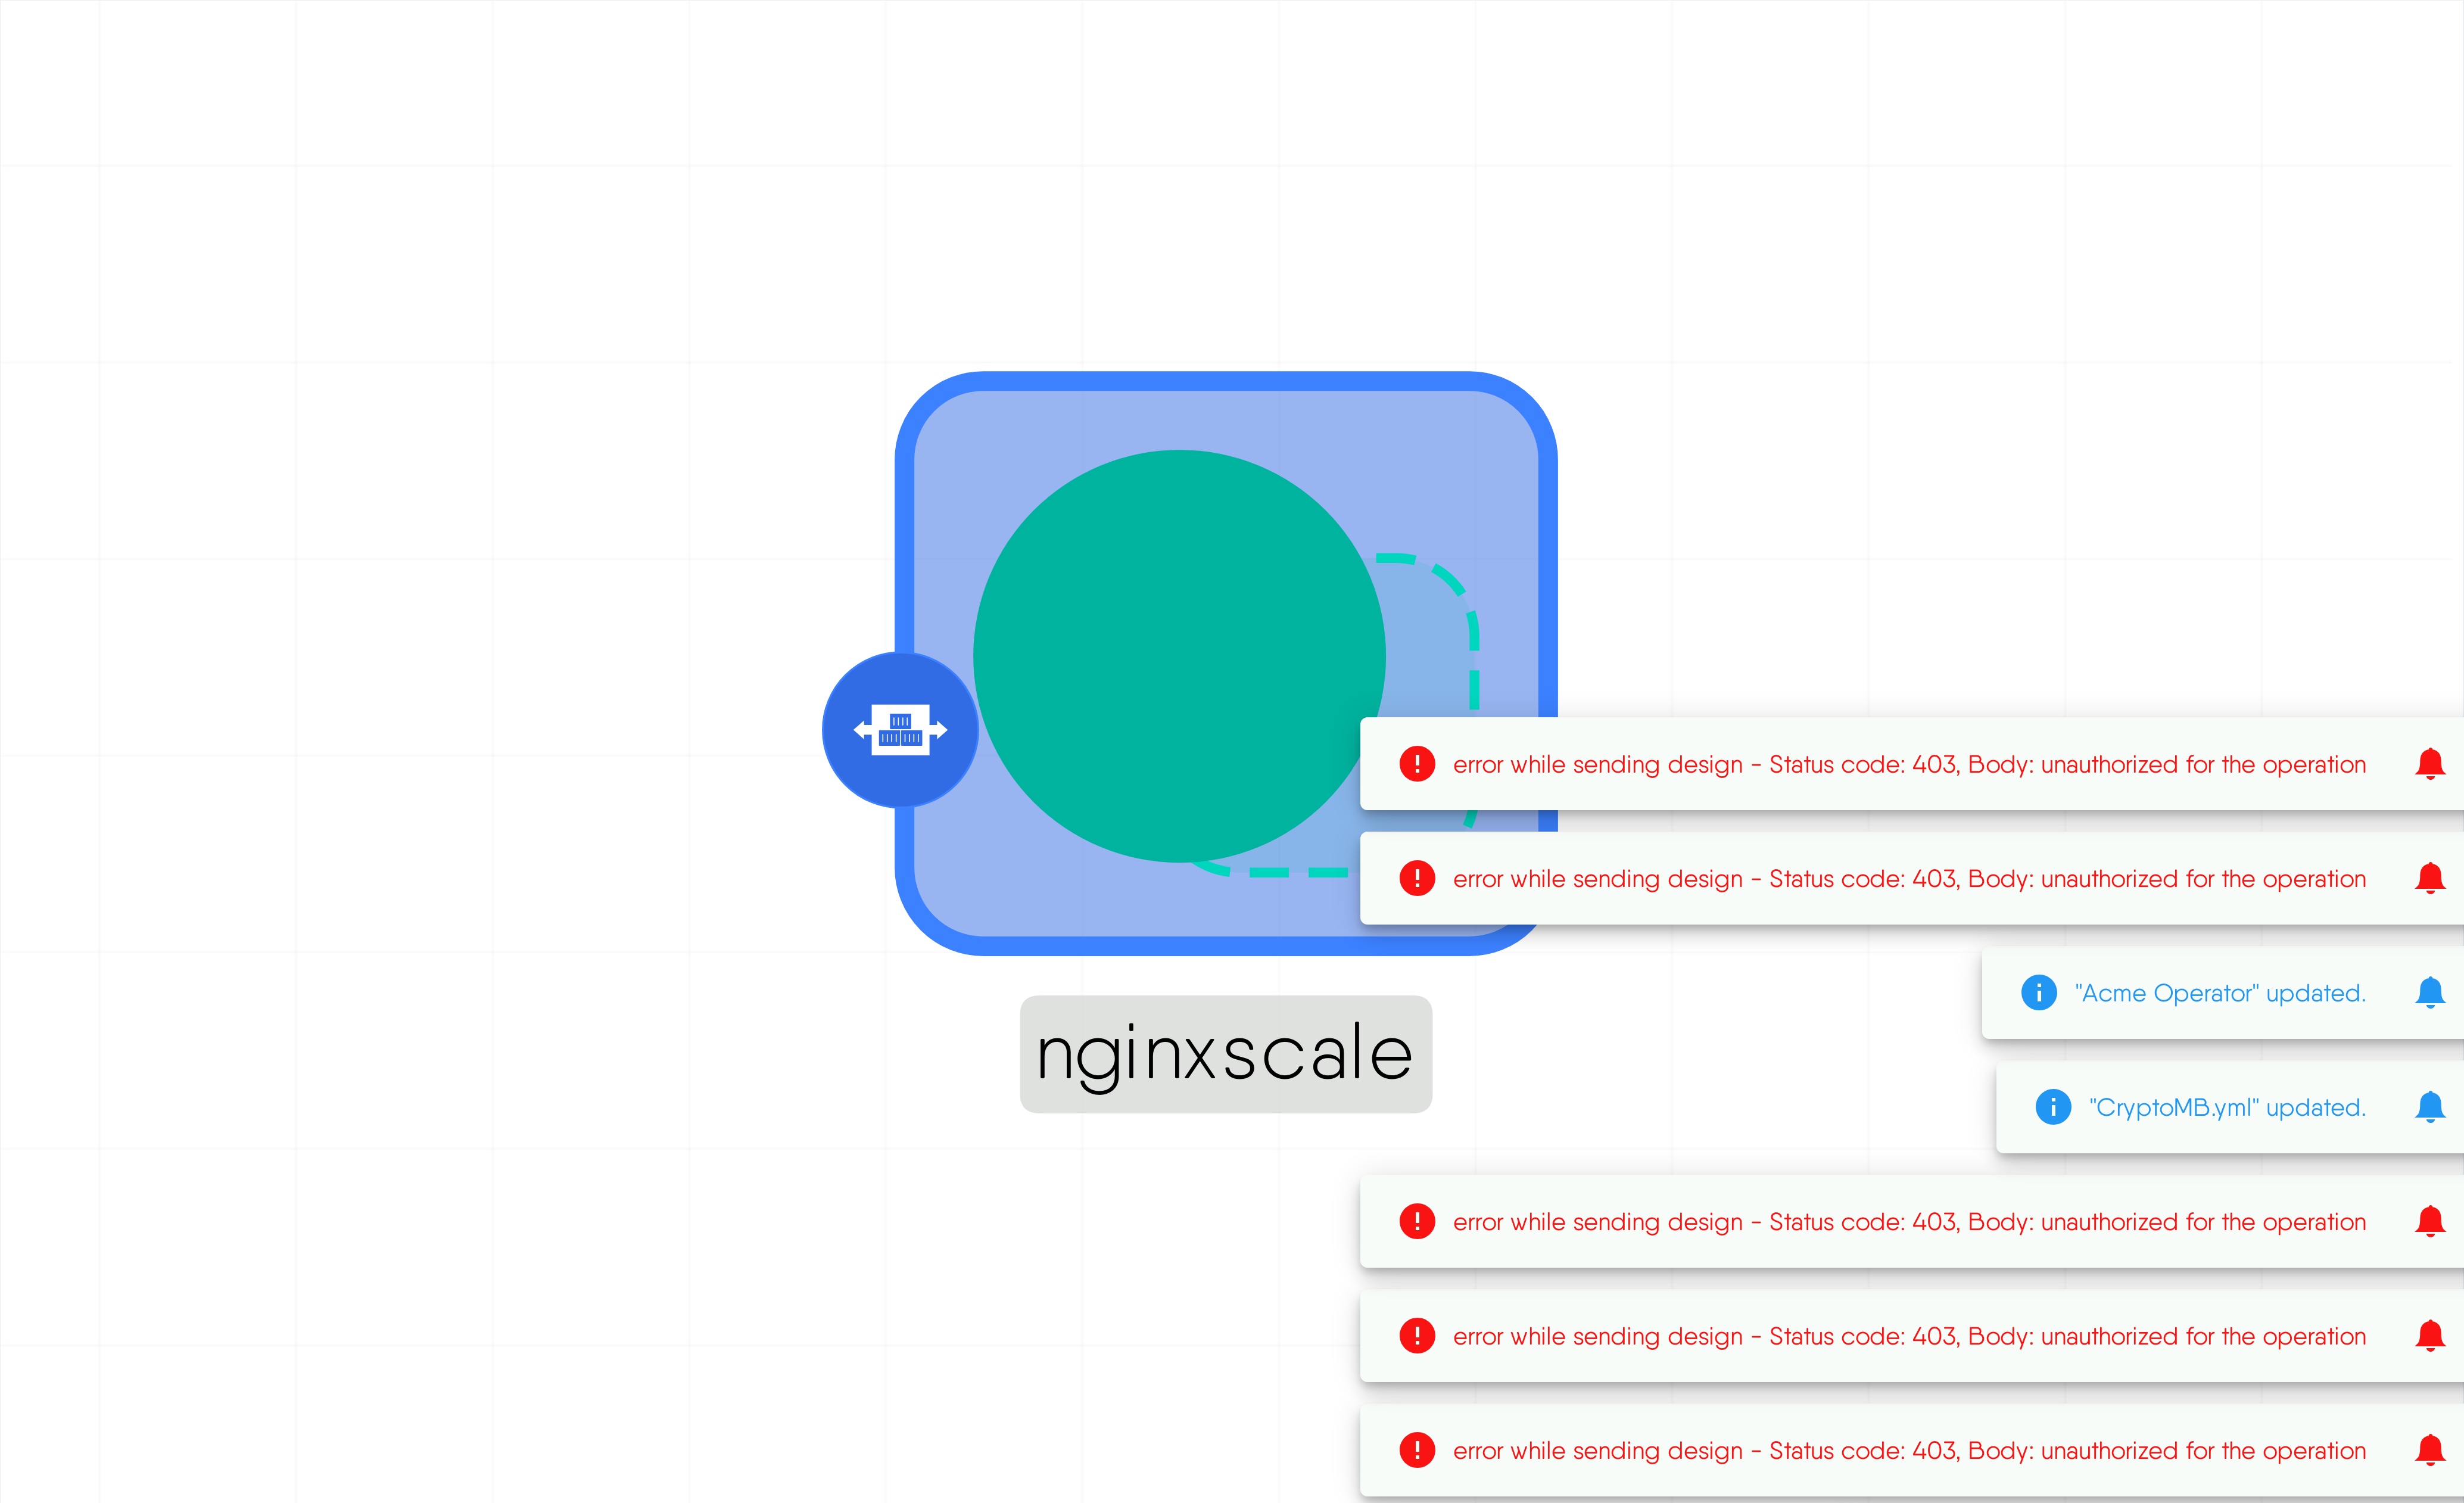 error while sending design - Status code: 403, Body: unauthorized for the operation
error while sending design - Status code: 403, Body: unauthorized for the operation
"Acme Operator" updated.
nginxscale
"CryptoMB.yml" updated.
error while sending design - Status code: 403, Body: unauthorized for the operation
error while sending design - Status code: 403, Body: unauthorized for the operation
error while sending design - Status code: 403, Body: unauthorized for the operation